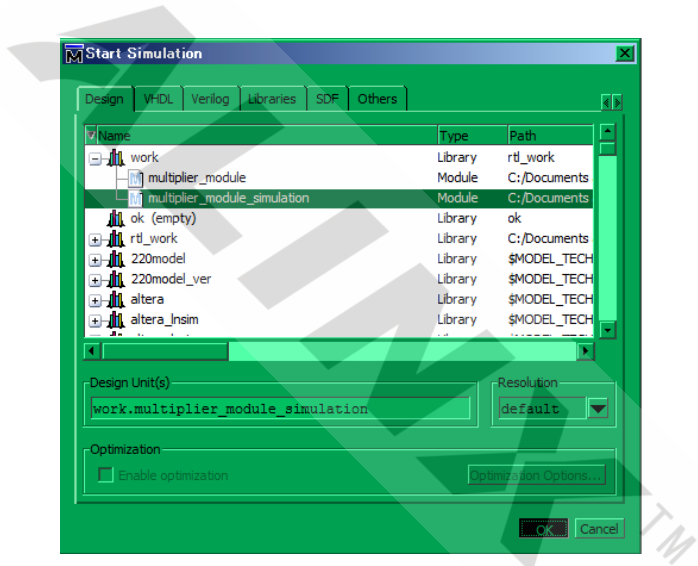 Start Simulation
Design VHDL Verilog Libraries SDF Others
Name Type Path
work Library rtl_work
multiplier_module Module C:/Documents
multiplier_module_simulation Module C:/Documents
ok (empty) Library ok
rtl_work Library C:/Documents
220model Library $MODEL_TECH
220model_ver Library $MODEL_TECH
altera Library $MODEL_TECH
altera_lnsim Library $MODEL_TECH
Design Unit(s) Resolution
work.multiplier_module_simulation default
Optimization
Enable optimization Optimization Options...
OK Cancel
ALINX TM